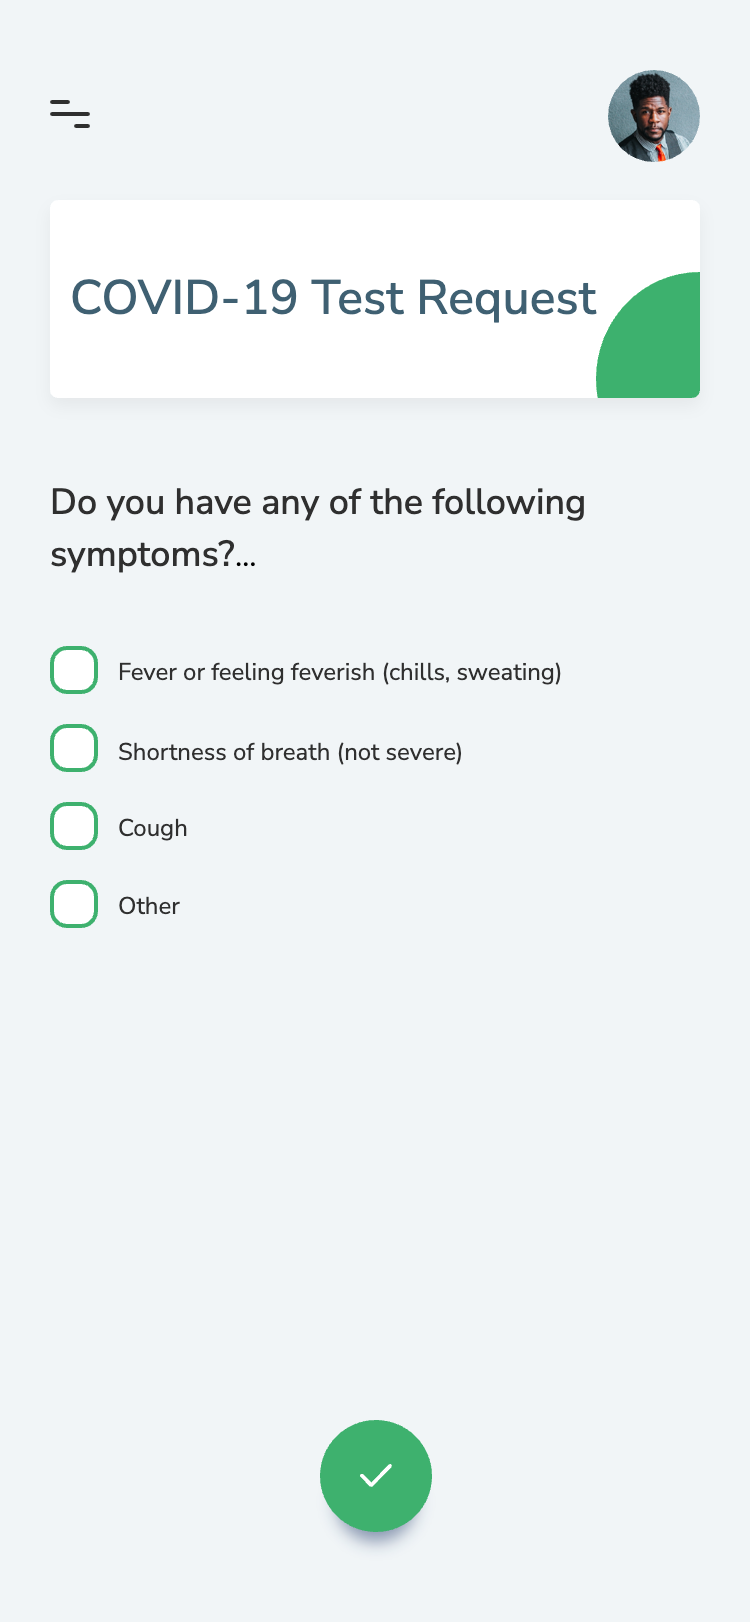 COVID-19 Test Request
Do you have any of the following
symptoms?...
Fever or feeling feverish (chills, sweating)
Shortness of breath (not severe)
Cough
Other